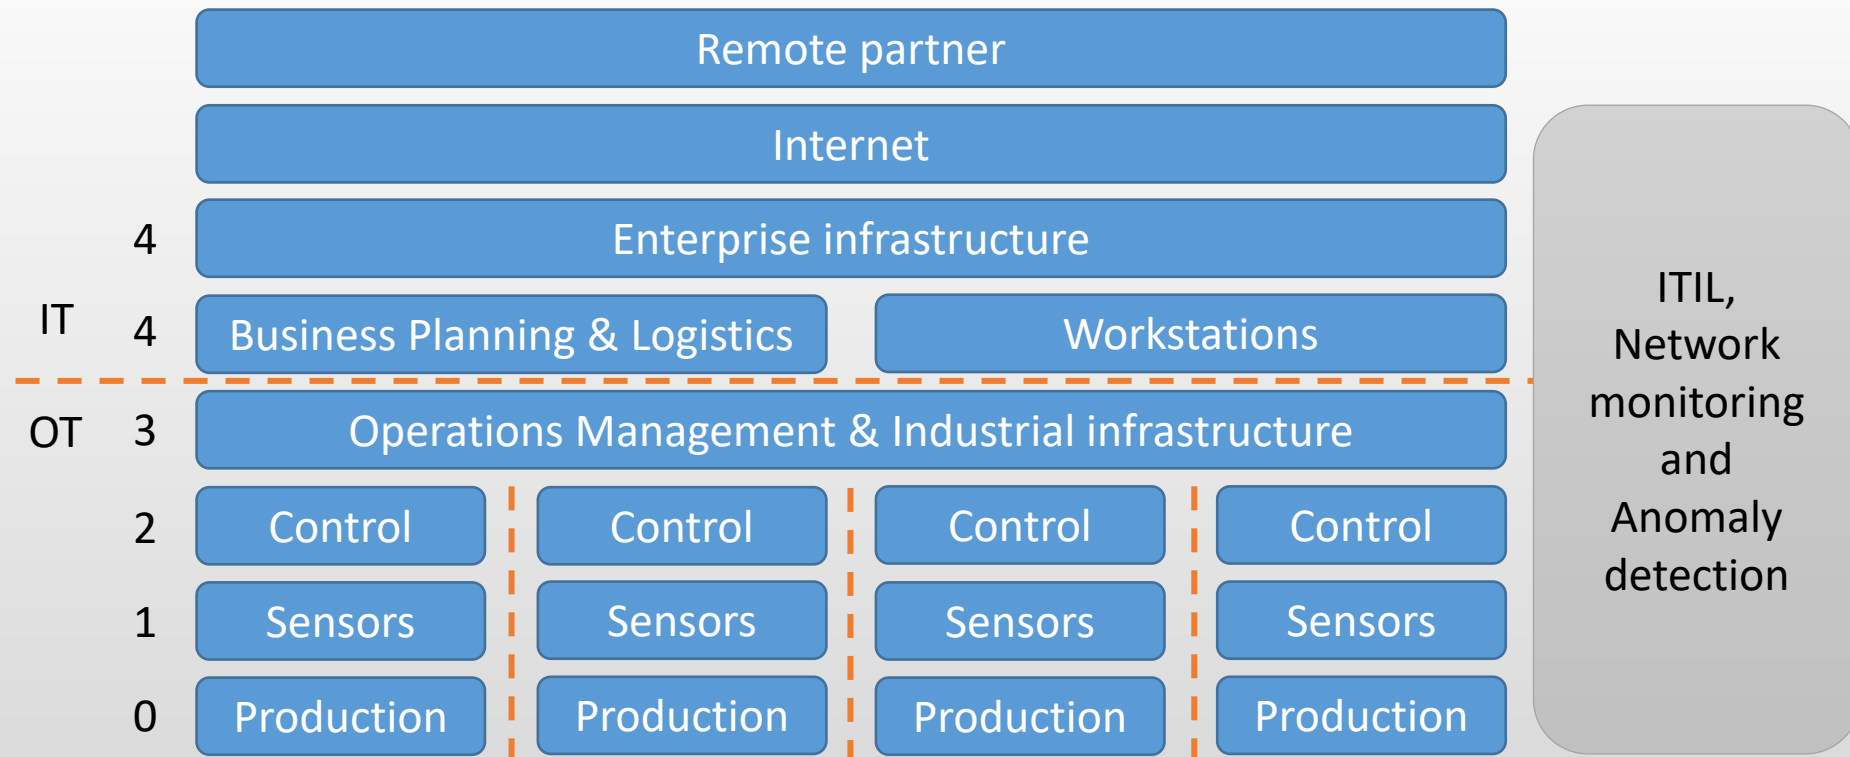 Remote partner
Internet
4 Enterprise infrastructure
IT 4 Business Planning & Logistics Workstations
OT 3 Operations Management & Industrial infrastructure
2 Control Control Control Control
1 Sensors Sensors Sensors Sensors
0 Production Production Production Production
ITIL,
Network
monitoring
and
Anomaly
detection